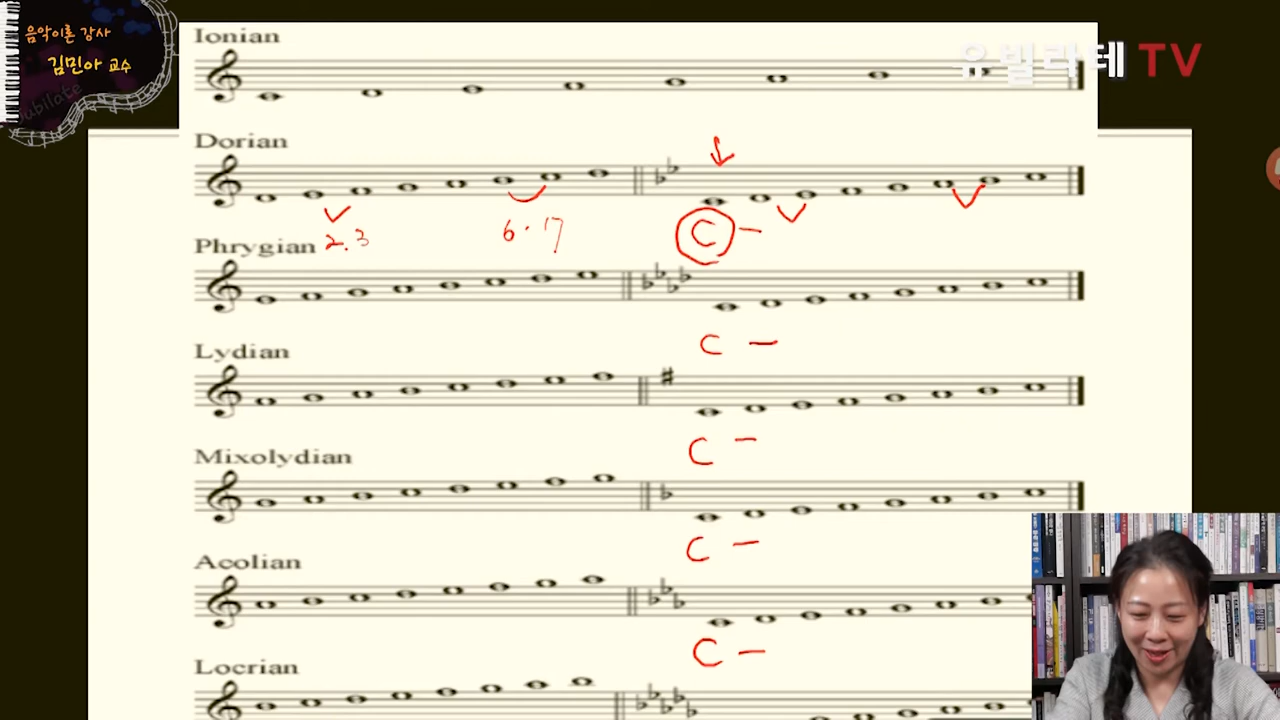 음악이론 강사
김민아 교수
Jubilate
유빌라테 TV
Ionian
Dorian
2.3
6.17
C -
Phrygian
C -
Lydian
C -
Mixolydian
C -
Aeolian
C -
Locrian